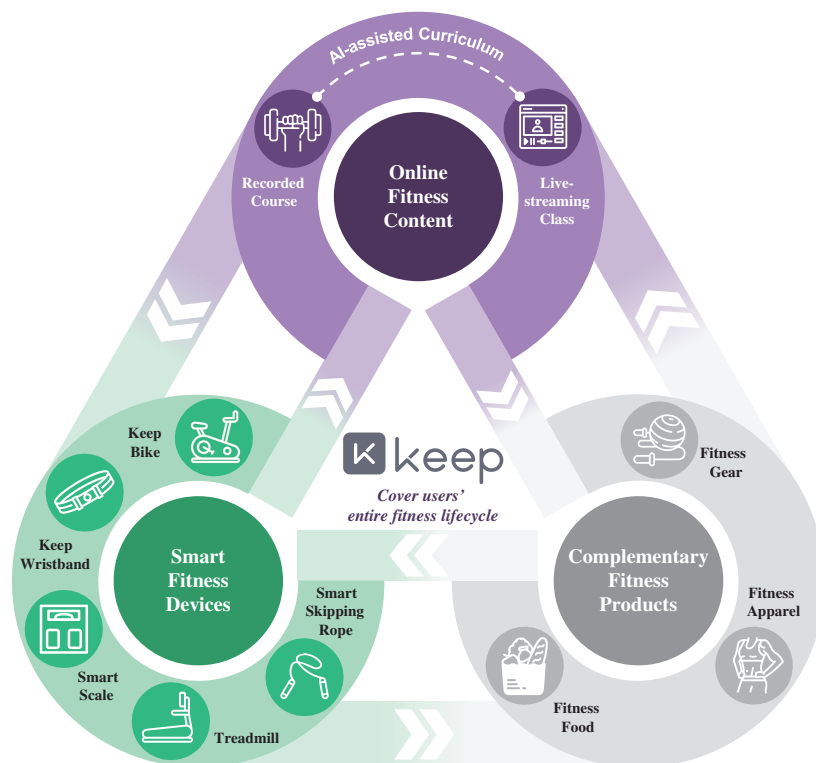 AI-assisted Curriculum
Recorded
Course
Online
Fitness
Content
Live-
streaming
Class
Keep
Bike
Keep
Wristband
Smart
Scale
Treadmill
Smart
Skipping
Rope
Smart
Fitness
Devices
keep
Cover users’
entire fitness lifecycle
Fitness
Gear
Complementary
Fitness
Products
Fitness
Apparel
Fitness
Food